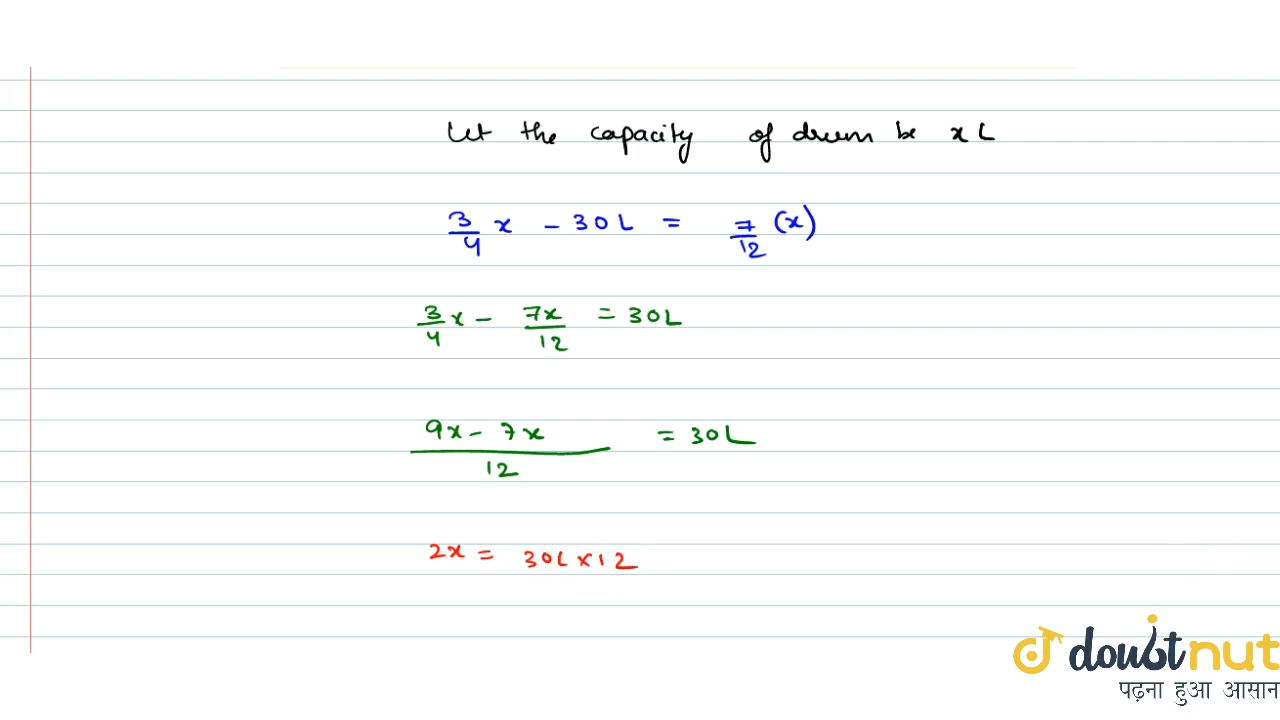 Let the capacity of drum be x L
3/4 x - 30L = 7/12 (x)
3/4 x - 7x/12 = 30L
9x - 7x / 12 = 30L
2x = 30L × 12
doubtnut
पढ़ना हुआ आसान